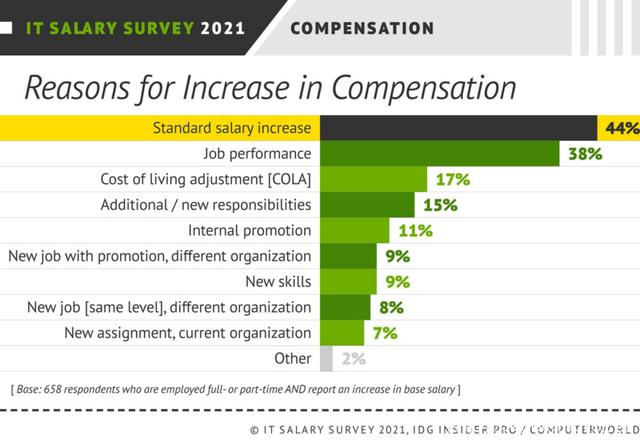 IT SALARY SURVEY 2021 COMPENSATION
Reasons for Increase in Compensation
Standard salary increase 44%
Job performance 38%
Cost of living adjustment [COLA] 17%
Additional / new responsibilities 15%
Internal promotion 11%
New job with promotion, different organization 9%
New skills 9%
New job [same level], different organization 8%
New assignment, current organization 7%
Other 2%
[ Base: 658 respondents who are employed full- or part-time AND report an increase in base salary ]
© IT SALARY SURVEY 2021, IDG INSIDER PRO / COMPUTERWORLD